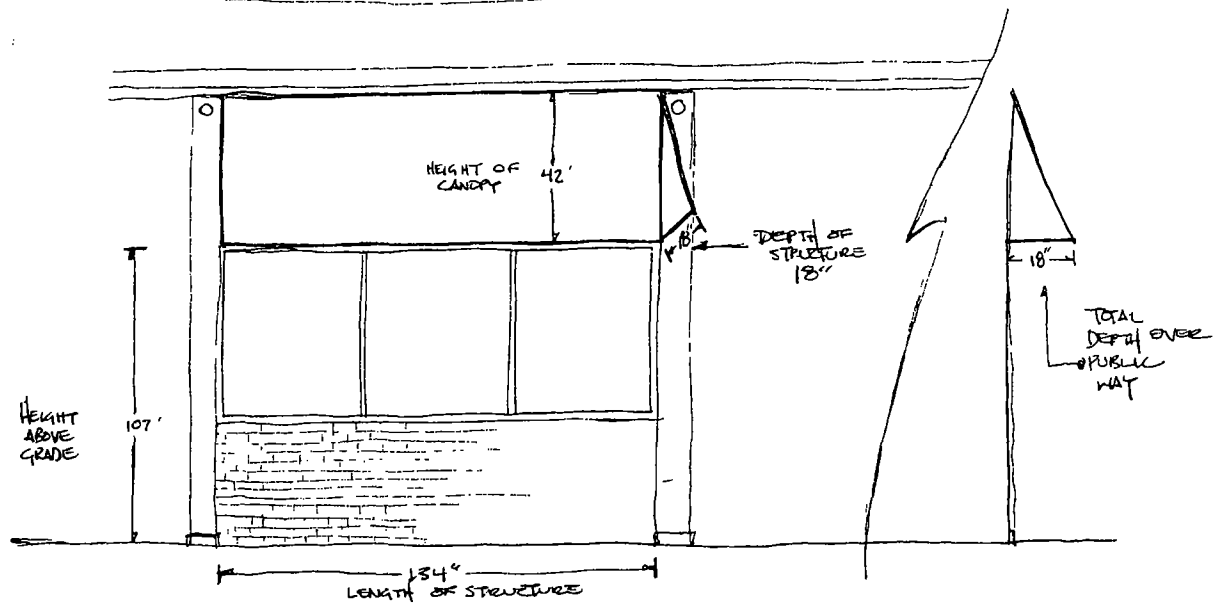 HEIGHT OF
CANOPY
42'
18"
DEPTH OF
STRUCTURE
18"
18"
TOTAL
DEPTH OVER
PUBLIC
WAY
HEIGHT
ABOVE
GRADE
107'
134"
LENGTH OF STRUCTURE